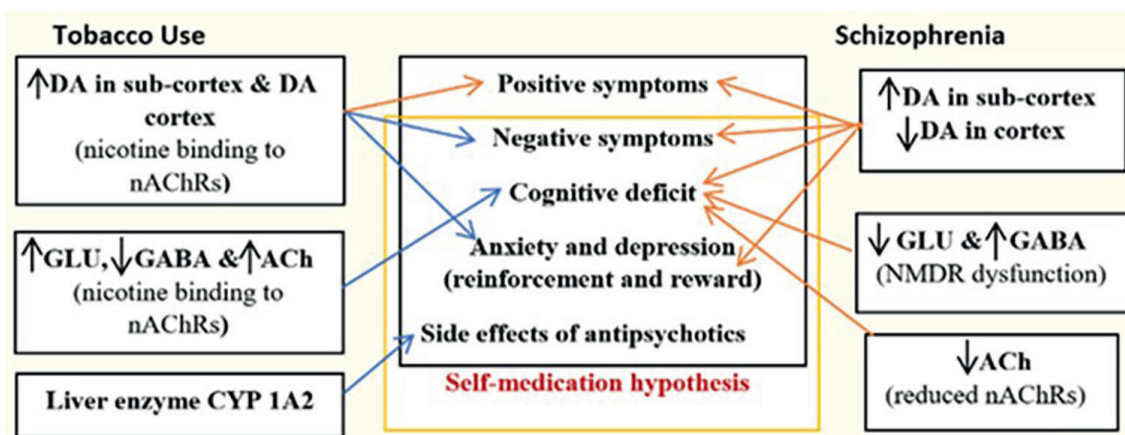 Tobacco Use
↑DA in sub-cortex & DA
cortex
(nicotine binding to
nAChRs)
↑GLU,↓GABA &↑ACh
(nicotine binding to
nAChRs)
Liver enzyme CYP 1A2
Positive symptoms
Negative symptoms
Cognitive deficit
Anxiety and depression
(reinforcement and reward)
Side effects of antipsychotics
Self-medication hypothesis
Schizophrenia
↑DA in sub-cortex
↓DA in cortex
↓ GLU &↑GABA
(NMDR dysfunction)
↓ACh
(reduced nAChRs)